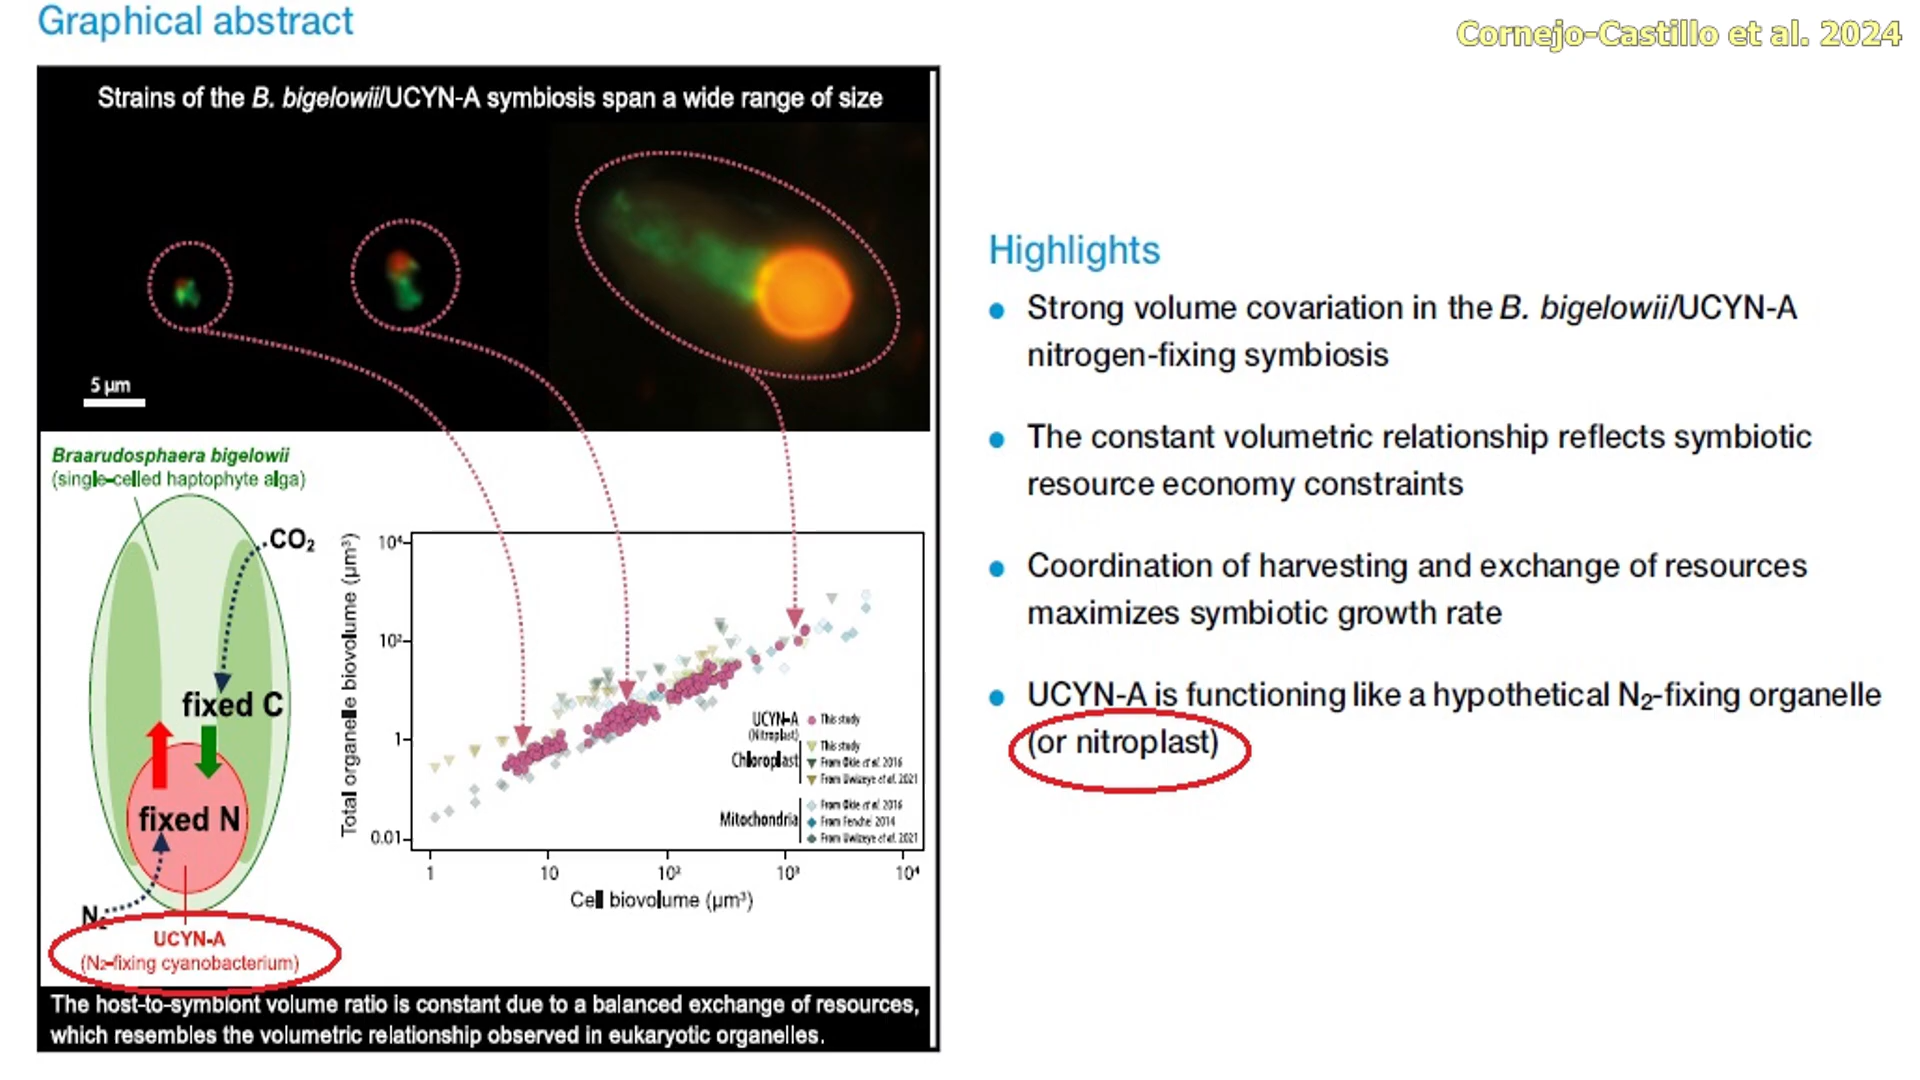 Graphical abstract
Cornejo-Castillo et al. 2024
Strains of the B. bigelowii/UCYN-A symbiosis span a wide range of size
5 µm
Braarudosphaera bigelowii
(single-celled haptophyte alga)
CO₂
fixed C
fixed N
N₂
UCYN-A
(N₂-fixing cyanobacterium)
Total organelle biovolume (µm³)
10⁴
10²
1
0.01
1
10
10²
10³
10⁴
Cell biovolume (µm³)
UCYN-A
(Nitroplast)
This study
Chloroplast
This study
From Okie et al. 2016
From Uwizeye et al. 2021
Mitochondria
From Okie et al. 2016
From Fenchel 2014
From Uwizeye et al. 2021
The host-to-symbiont volume ratio is constant due to a balanced exchange of resources,
which resembles the volumetric relationship observed in eukaryotic organelles.
Highlights
Strong volume covariation in the B. bigelowii/UCYN-A
nitrogen-fixing symbiosis
The constant volumetric relationship reflects symbiotic
resource economy constraints
Coordination of harvesting and exchange of resources
maximizes symbiotic growth rate
UCYN-A is functioning like a hypothetical N₂-fixing organelle
(or nitroplast)